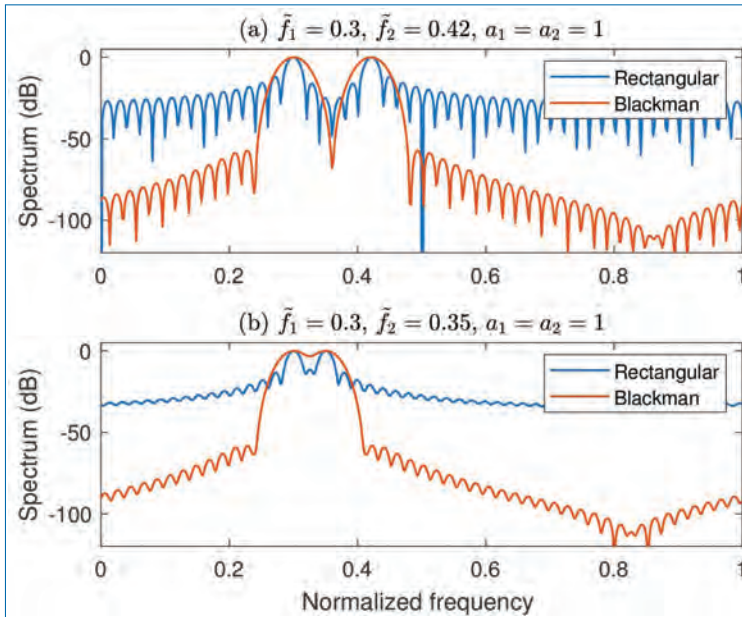 (a) f̃₁ = 0.3, f̃₂ = 0.42, a₁ = a₂ = 1
Spectrum (dB)
0
-50
-100
Rectangular
Blackman
0 0.2 0.4 0.6 0.8 1
(b) f̃₁ = 0.3, f̃₂ = 0.35, a₁ = a₂ = 1
Spectrum (dB)
0
-50
-100
Rectangular
Blackman
0 0.2 0.4 0.6 0.8 1
Normalized frequency